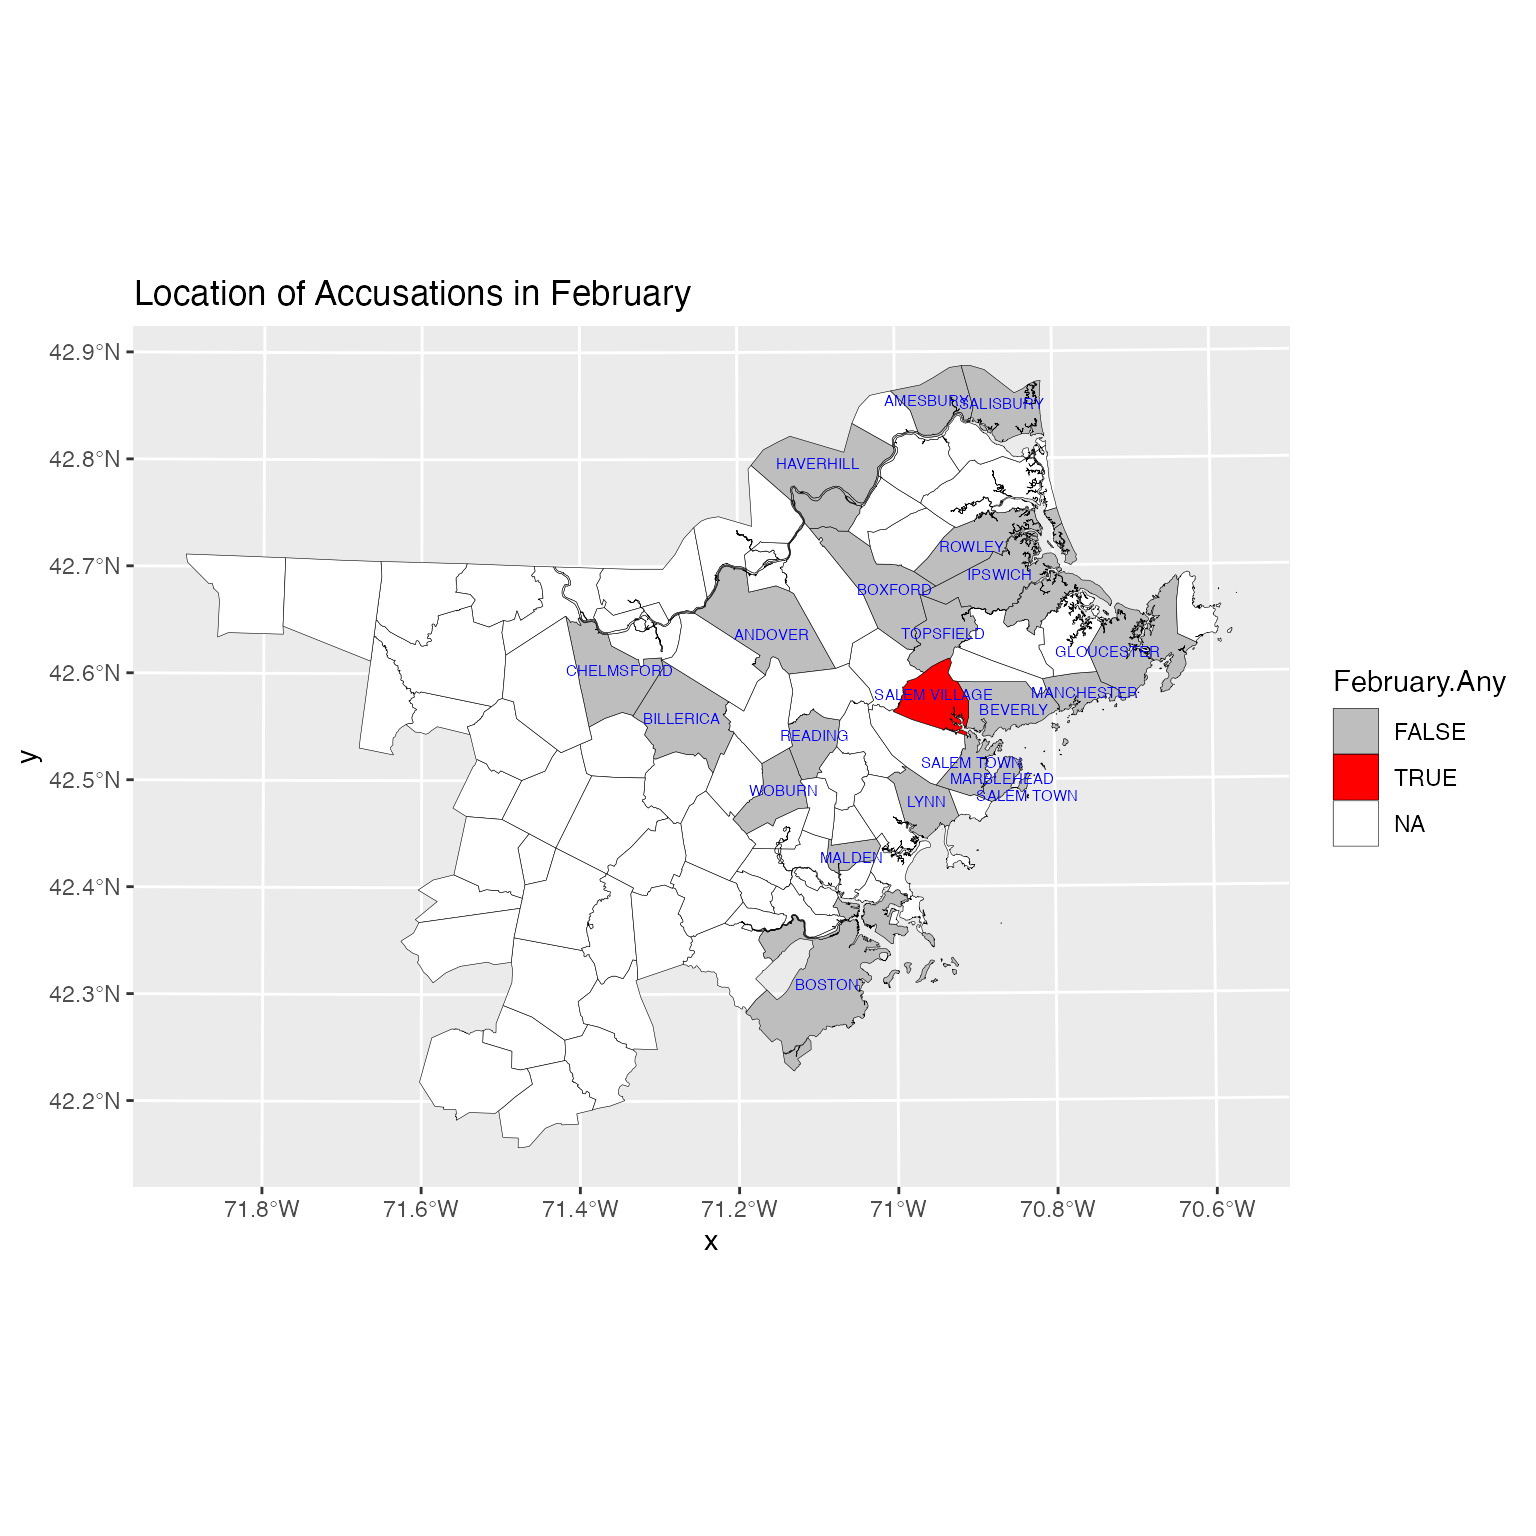 Location of Accusations in February
42.9°N
42.8°N
42.7°N
42.6°N
42.5°N
42.4°N
42.3°N
42.2°N
y
AMESBURY
SALISBURY
HAVERHILL
ROWLEY
IPSWICH
BOXFORD
TOPSFIELD
ANDOVER
GLOUCESTER
CHELMSFORD
SALEM VILLAGE
MANCHESTER
BEVERLY
BILLERICA
READING
SALEM TOWN
MARBLEHEAD
WOBURN
SALEM TOWN
LYNN
MALDEN
BOSTON
71.8°W
71.6°W
71.4°W
71.2°W
71°W
70.8°W
70.6°W
x
February.Any
FALSE
TRUE
NA